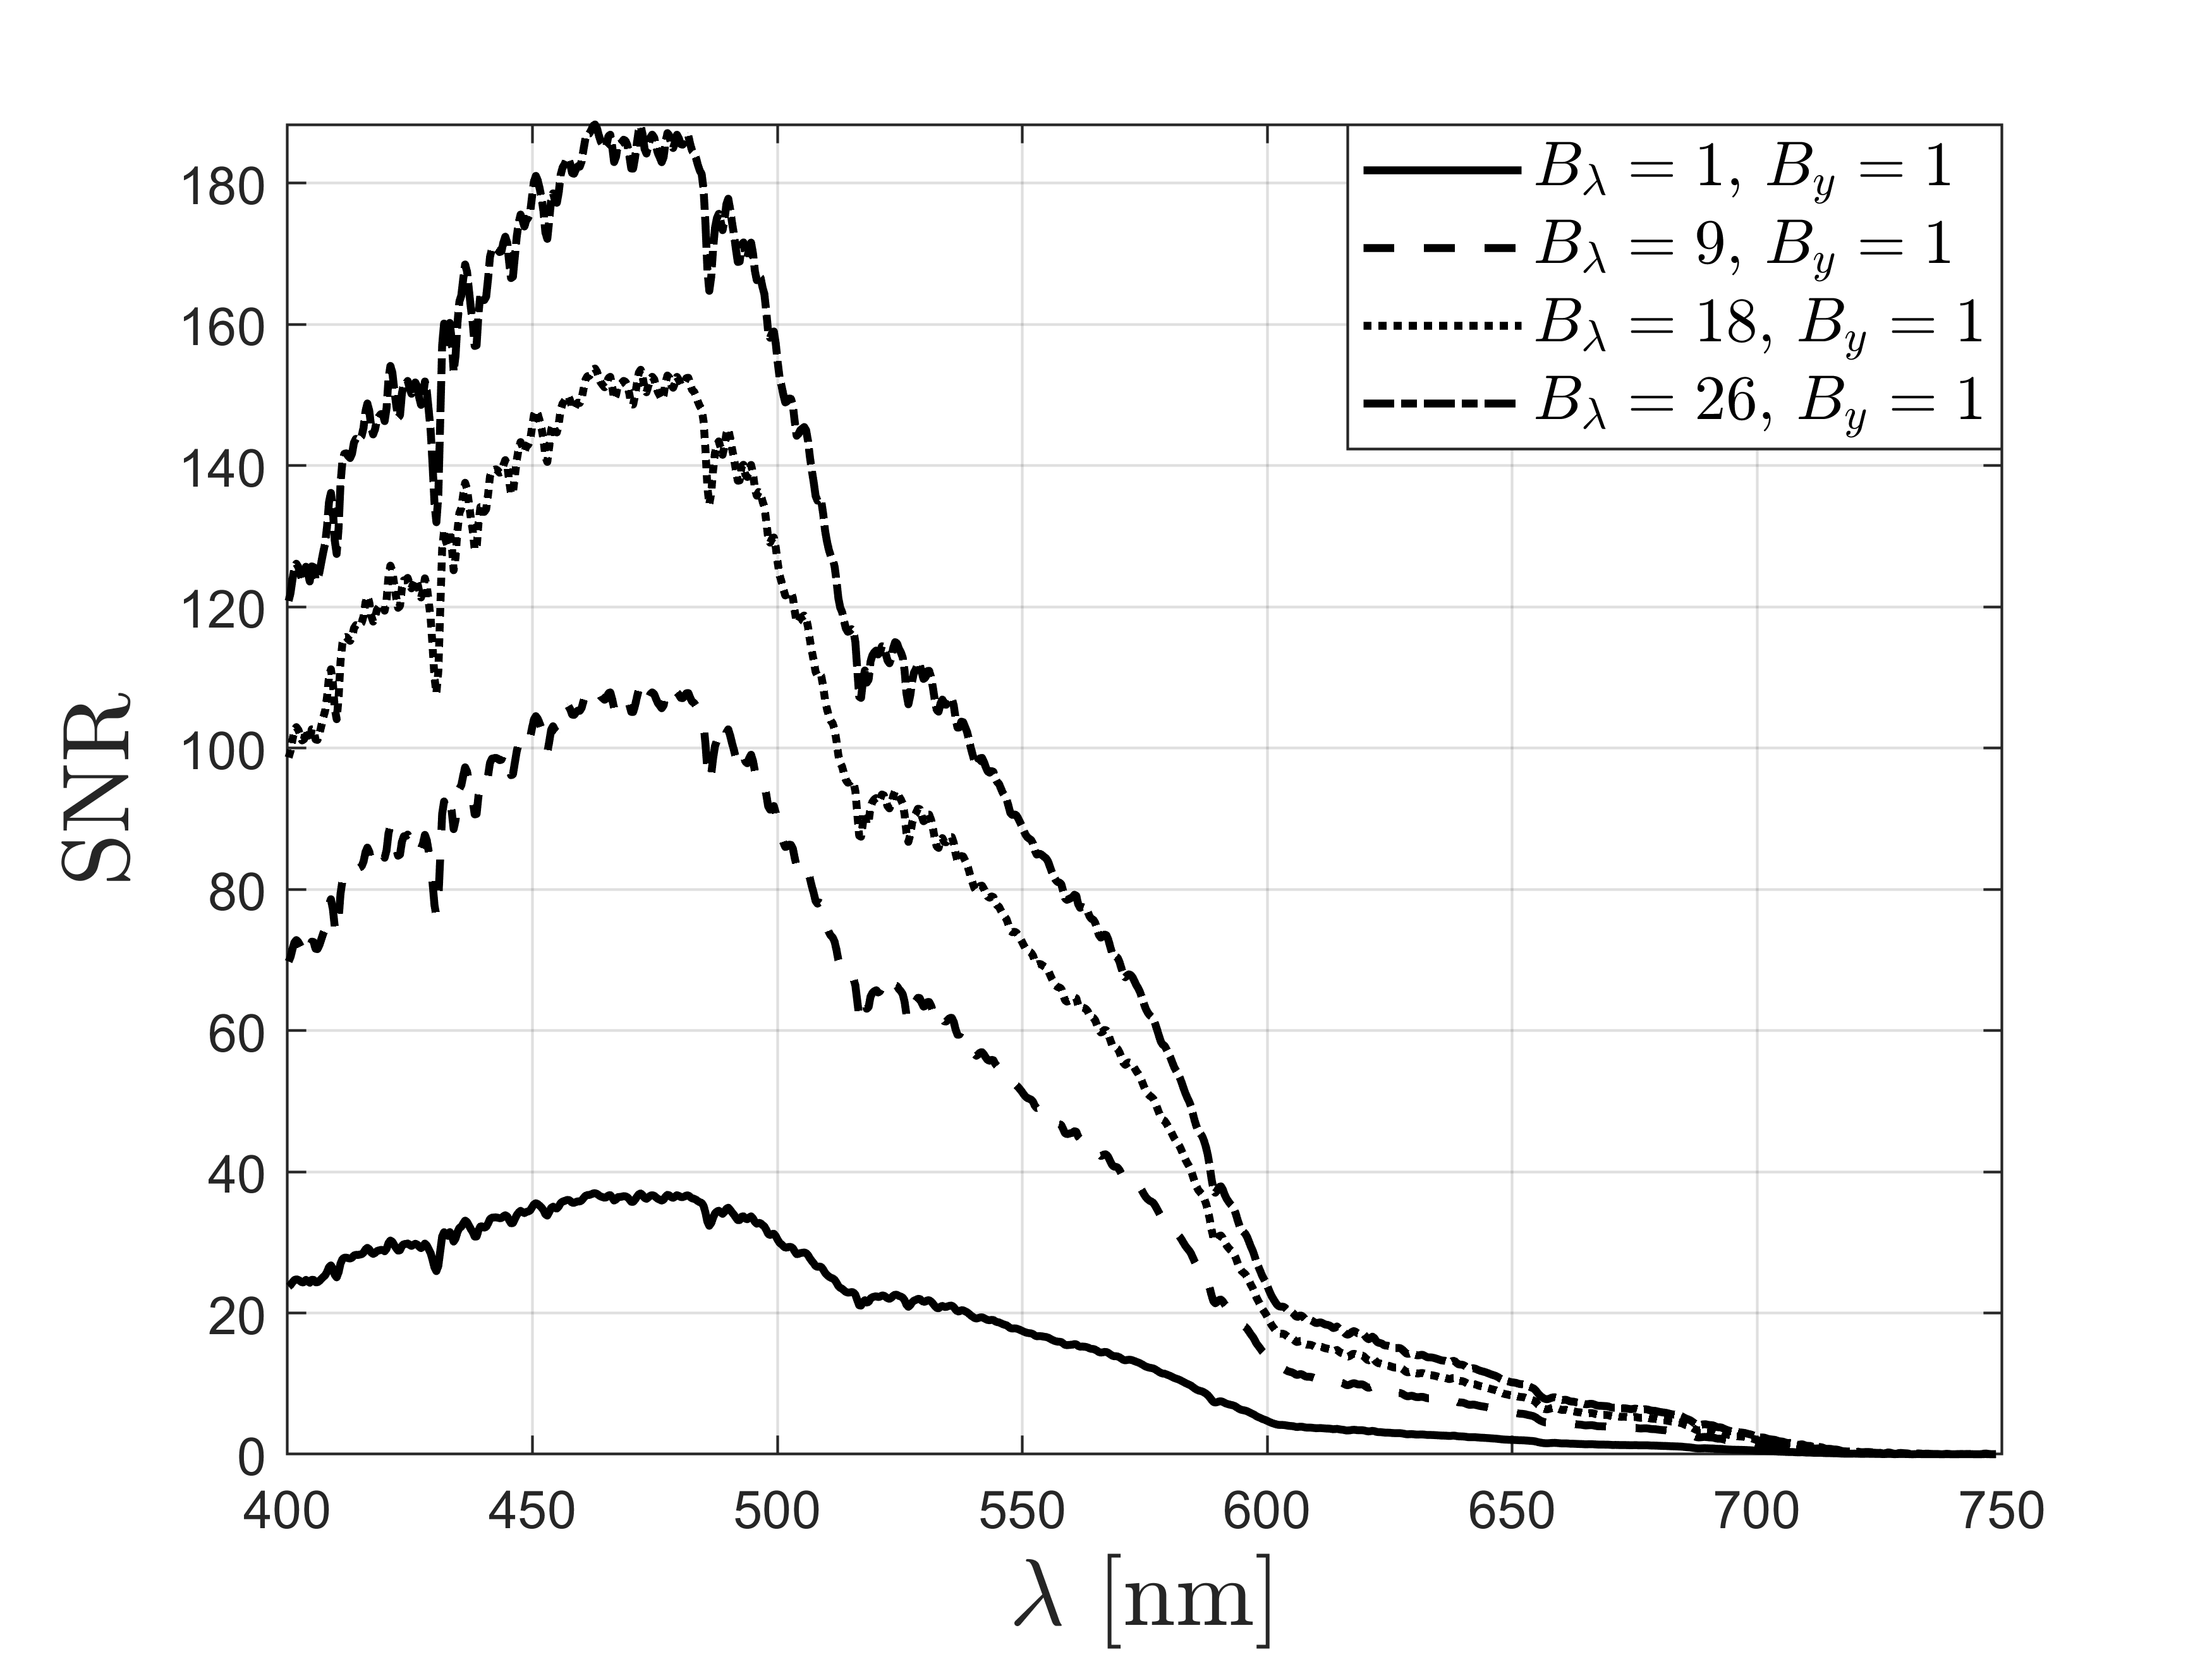 SNR
180
160
140
120
100
80
60
40
20
0
400 450 500 550 600 650 700 750
λ [nm]
B_λ = 1, B_y = 1
B_λ = 9, B_y = 1
B_λ = 18, B_y = 1
B_λ = 26, B_y = 1